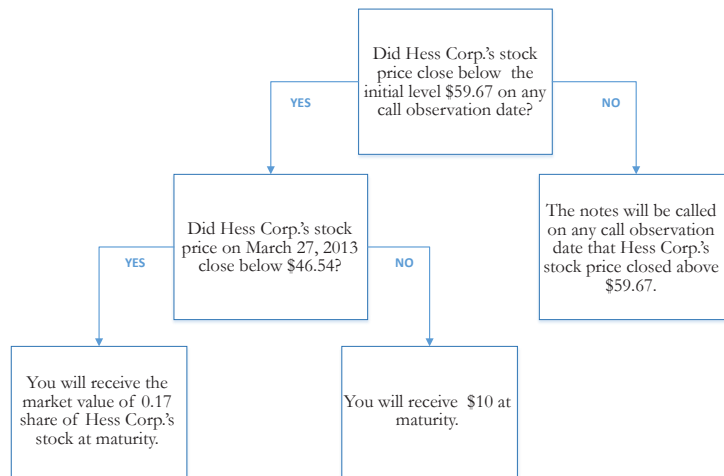 Did Hess Corp.'s stock
price close below the
initial level $59.67 on any
call observation date?
YES
NO
Did Hess Corp.'s stock
price on March 27, 2013
close below $46.54?
The notes will be called
on any call observation
date that Hess Corp.'s
stock price closed above
$59.67.
YES
NO
You will receive the
market value of 0.17
share of Hess Corp.'s
stock at maturity.
You will receive $10 at
maturity.